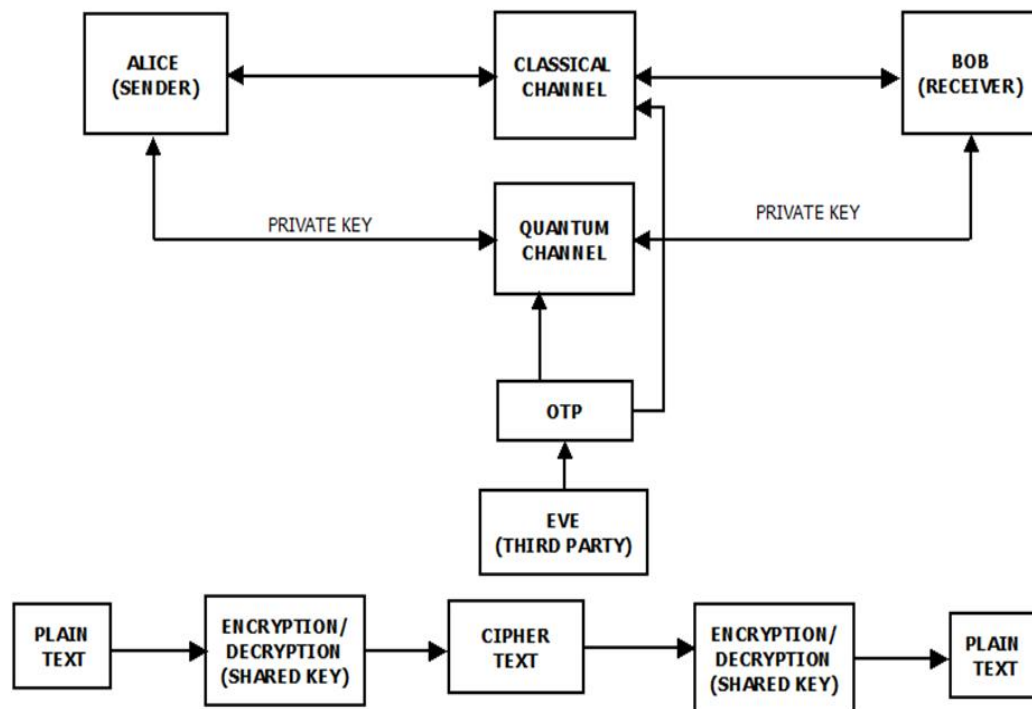 ALICE
(SENDER)
CLASSICAL
CHANNEL
BOB
(RECEIVER)
PRIVATE KEY
PRIVATE KEY
QUANTUM
CHANNEL
OTP
EVE
(THIRD PARTY)
PLAIN
TEXT
ENCRYPTION/
DECRYPTION
(SHARED KEY)
CIPHER
TEXT
ENCRYPTION/
DECRYPTION
(SHARED KEY)
PLAIN
TEXT